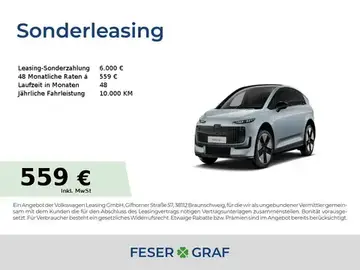 Sonderleasing
Leasing-Sonderzahlung 6.000 €
48 Monatliche Raten à 559 €
Laufzeit in Monaten 48
Jährliche Fahrleistung 10.000 KM
559 €
inkl. MwSt
Ein Angebot der Volkswagen Leasing GmbH, Gifhorner Straße 57, 38112 Braunschweig, für die wir als ungebundener Vermittler gemein-
sam mit dem Kunden die für den Abschluss des Leasingvertrags nötigen Vertragsunterlagen zusammenstellen. Bonität vorausge-
setzt. Für Verbraucher besteht ein gesetzliches Widerrufsrecht. Etwaige Rabatte bzw. Prämien sind im Angebot bereits berücksichtigt.
FESER GRAF